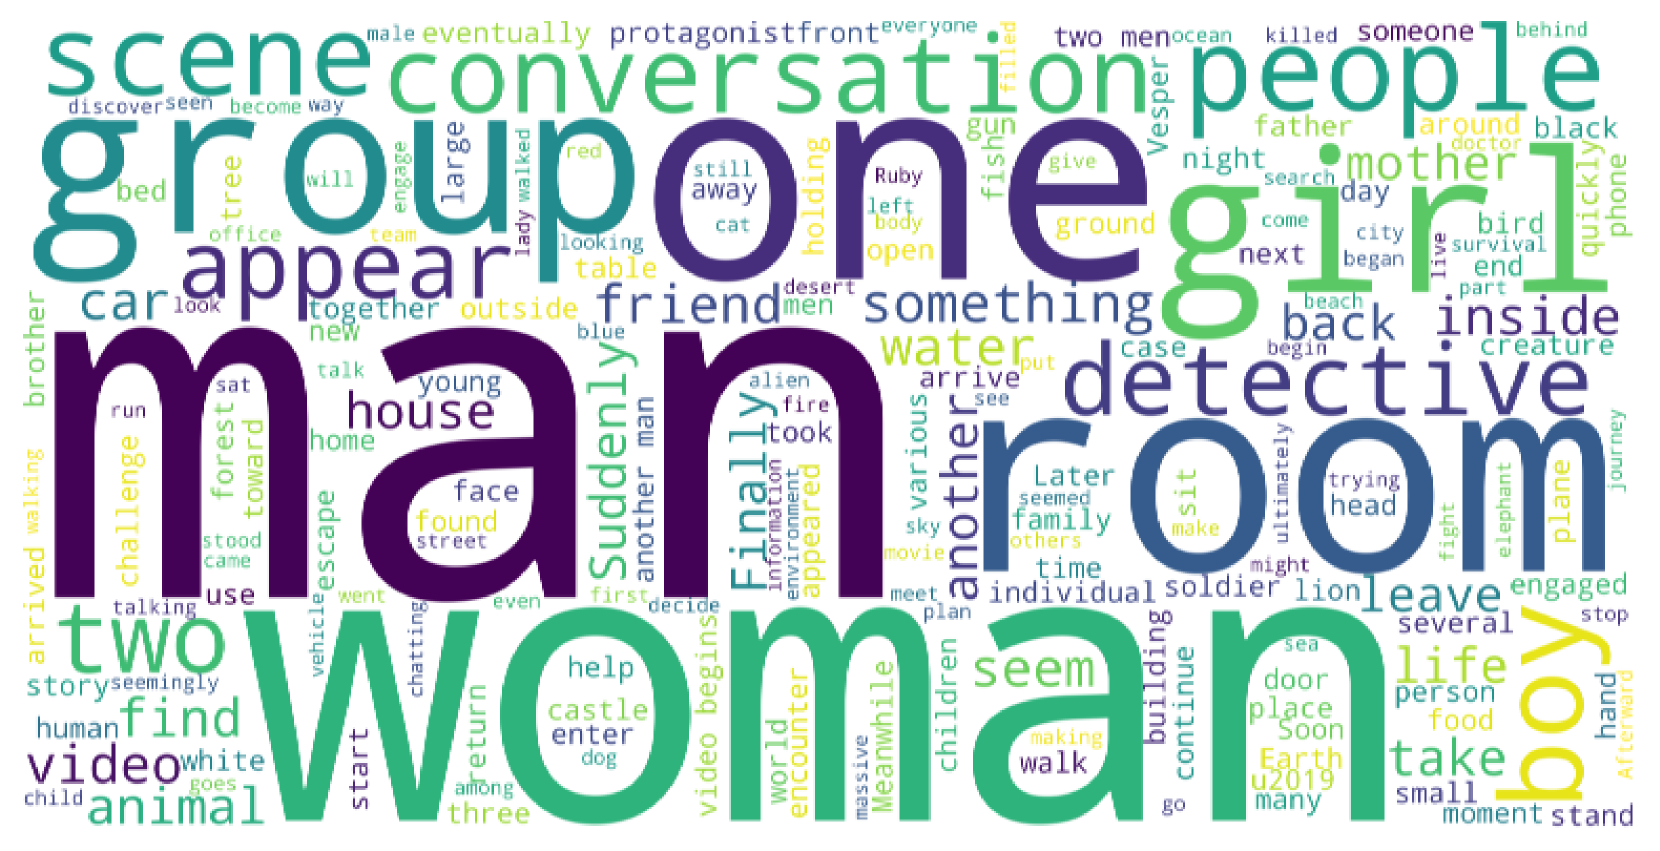 scene
male
eventually
protagonist
front
everyone
filled
two men
ocean
killed
someone
behind
conversation
people
discover
seen
become
way
group
one
girl
large
red
will
engage
walked
still
away
cat
Ruby
left
body
holding
give
gun
fish
Vesper
father
around
doctor
black
night
mother
search
day
quickly
phone
bed
tree
office
team
lady
looking
table
open
ground
come
city
bird
next
began
live
survival
end
part
appear
car
look
together
outside
friend
men
desert
something
beach
back
inside
brother
new
blue
water
case
begin
creature
man
sat
talk
young
Suddenly
alien
put
arrive
see
detective
run
house
fire
Finally
took
another
room
forest
home
another man
various
Later
ultimately
trying
journey
toward
challenge
face
found
street
information
environment
appeared
seemed
family
sit
make
head
fight
elephant
plane
arrived
walking
stood
came
escape
sky
movie
others
time
might
use
went
first
individual
soldier
lion
leave
engaged
talking
vehicle
chatting
even
decide
meet
plan
several
stop
two
woman
boy
story
seemingly
help
video begins
children
seem
building
sea
life
human
find
return
castle
world
encounter
Meanwhile
continue
door
place
person
hand
Afterward
video
white
start
enter
massive
making
walk
Soon
Earth
food
take
child
goes
among
dog
u2019
small
animal
three
go
many
moment
stand